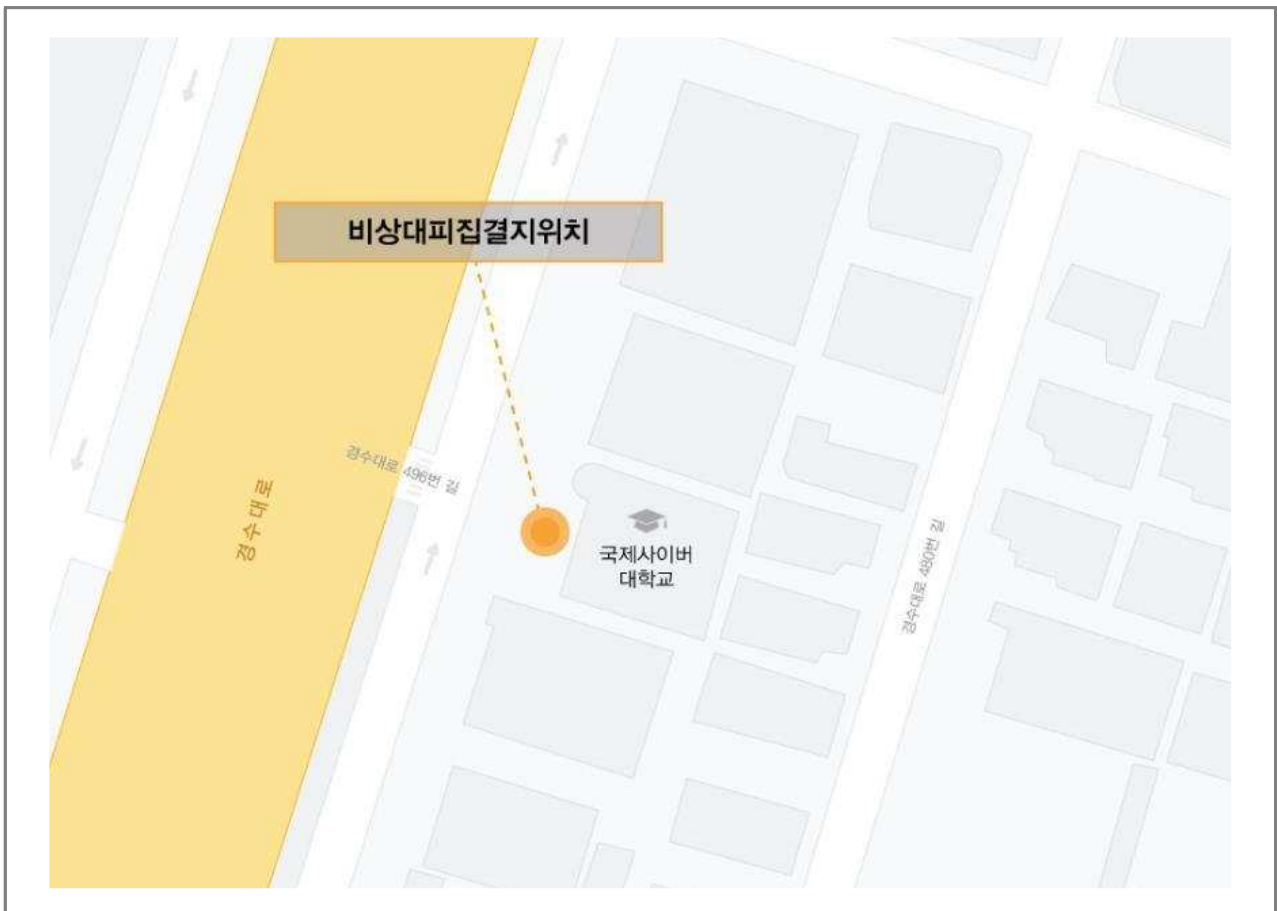 비상대피집결지위치
경수대로 496번 길
경수대로
국제사이버
대학교
경수대로 480번 길